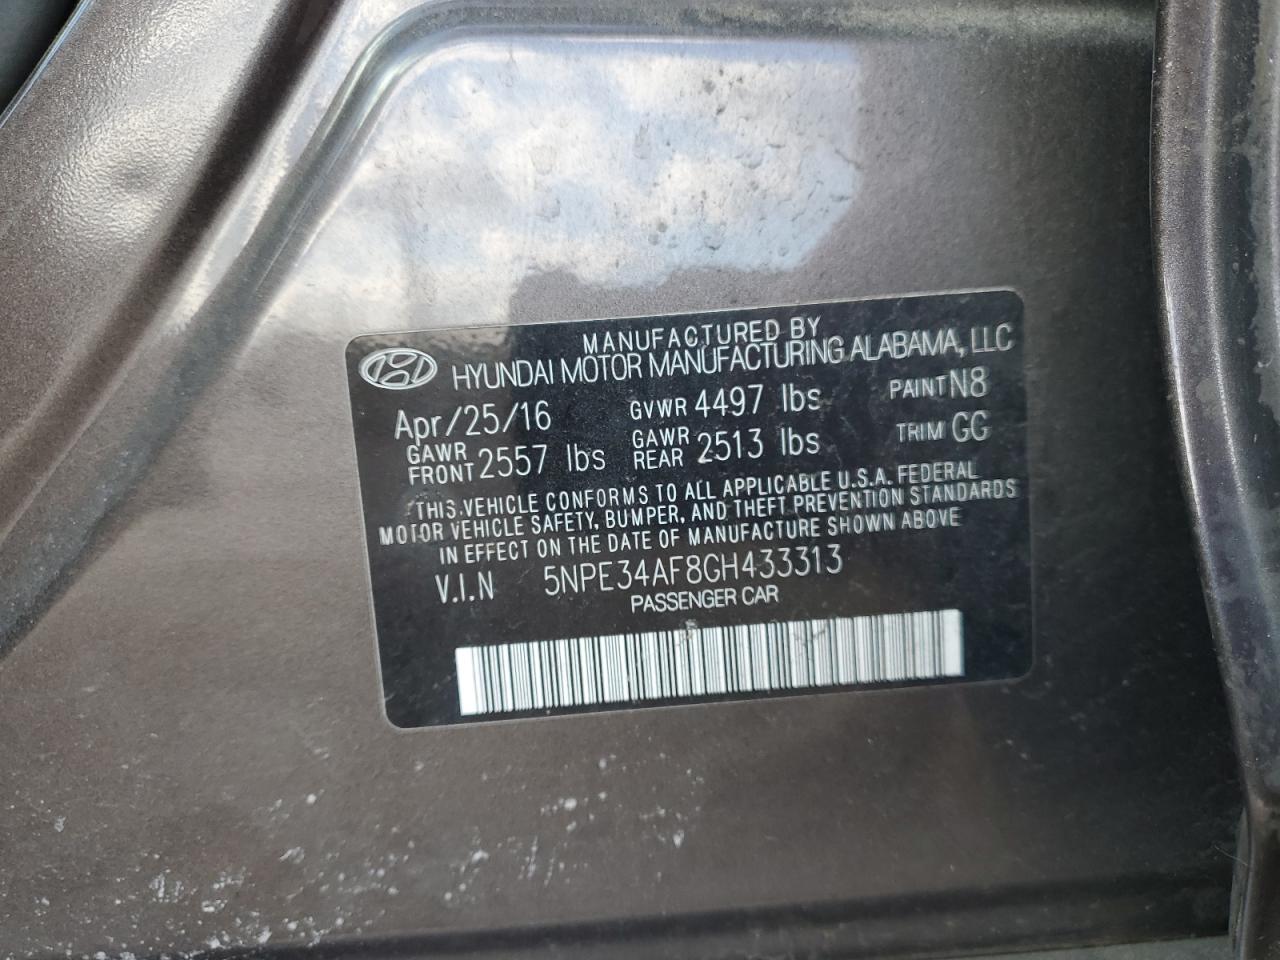 MANUFACTURED BY
HYUNDAI MOTOR MANUFACTURING ALABAMA, LLC
Apr/25/16 GVWR 4497 lbs PAINT N8
GAWR FRONT 2557 lbs GAWR REAR 2513 lbs TRIM GG
THIS VEHICLE CONFORMS TO ALL APPLICABLE U.S.A. FEDERAL
MOTOR VEHICLE SAFETY, BUMPER, AND THEFT PREVENTION STANDARDS
IN EFFECT ON THE DATE OF MANUFACTURE SHOWN ABOVE
V.I.N 5NPE34AF8GH433313
PASSENGER CAR